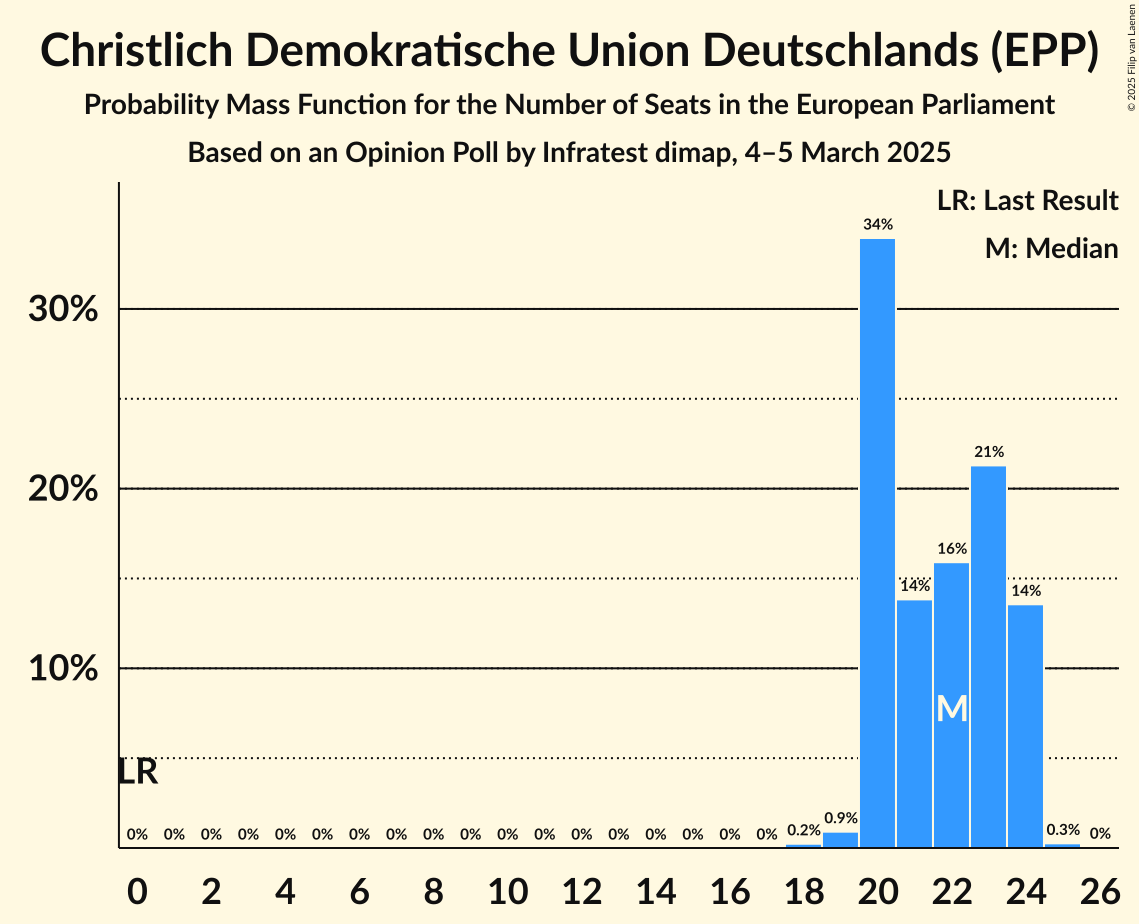 Christlich Demokratische Union Deutschlands (EPP)
Probability Mass Function for the Number of Seats in the European Parliament
Based on an Opinion Poll by Infratest dimap, 4–5 March 2025
© 2025 Filip van Laenen
LR: Last Result
M: Median
34%
30%
21%
20%
16%
14%
14%
10%
M
LR
0% 0% 0% 0% 0% 0% 0% 0% 0% 0% 0% 0% 0% 0% 0% 0% 0% 0% 0.2% 0.9% 0.3% 0%
0 2 4 6 8 10 12 14 16 18 20 22 24 26